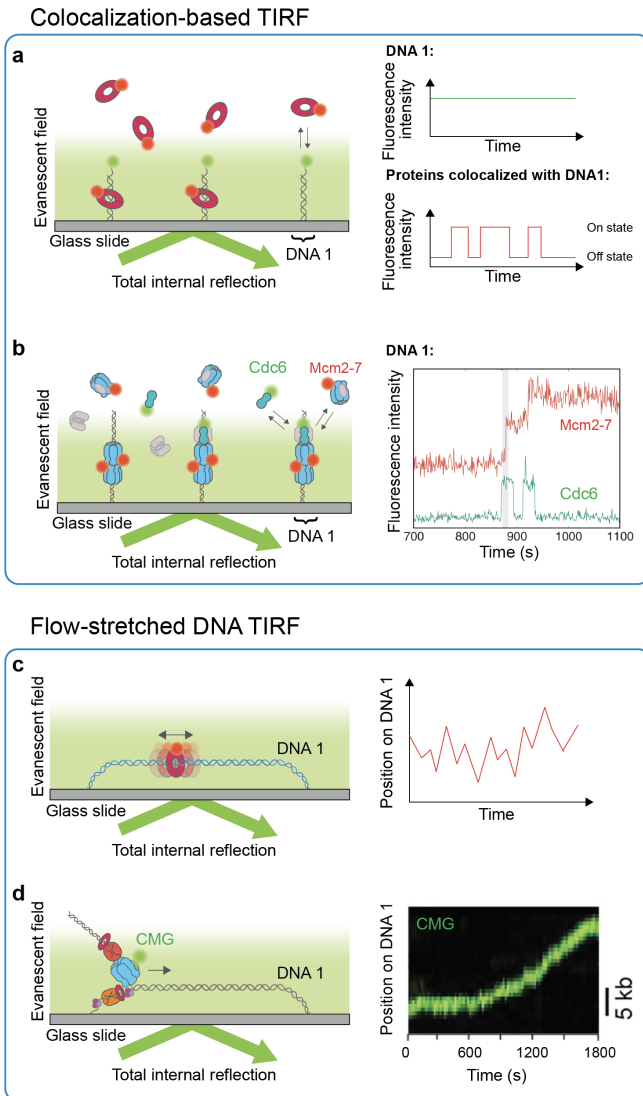 Colocalization-based TIRF
a
Evanescent field
Glass slide
Total internal reflection
DNA 1
DNA 1:
Fluorescence
intensity
Time
Proteins colocalized with DNA1:
Fluorescence
intensity
On state
Off state
Time
b
Evanescent field
Cdc6
Mcm2-7
Glass slide
Total internal reflection
DNA 1
DNA 1:
Fluorescence intensity
Mcm2-7
Cdc6
700 800 900 1000 1100
Time (s)
Flow-stretched DNA TIRF
c
Evanescent field
DNA 1
Glass slide
Total internal reflection
Position on DNA 1
Time
d
Evanescent field
CMG
DNA 1
Glass slide
Total internal reflection
Position on DNA 1
CMG
5 kb
0 600 1200 1800
Time (s)